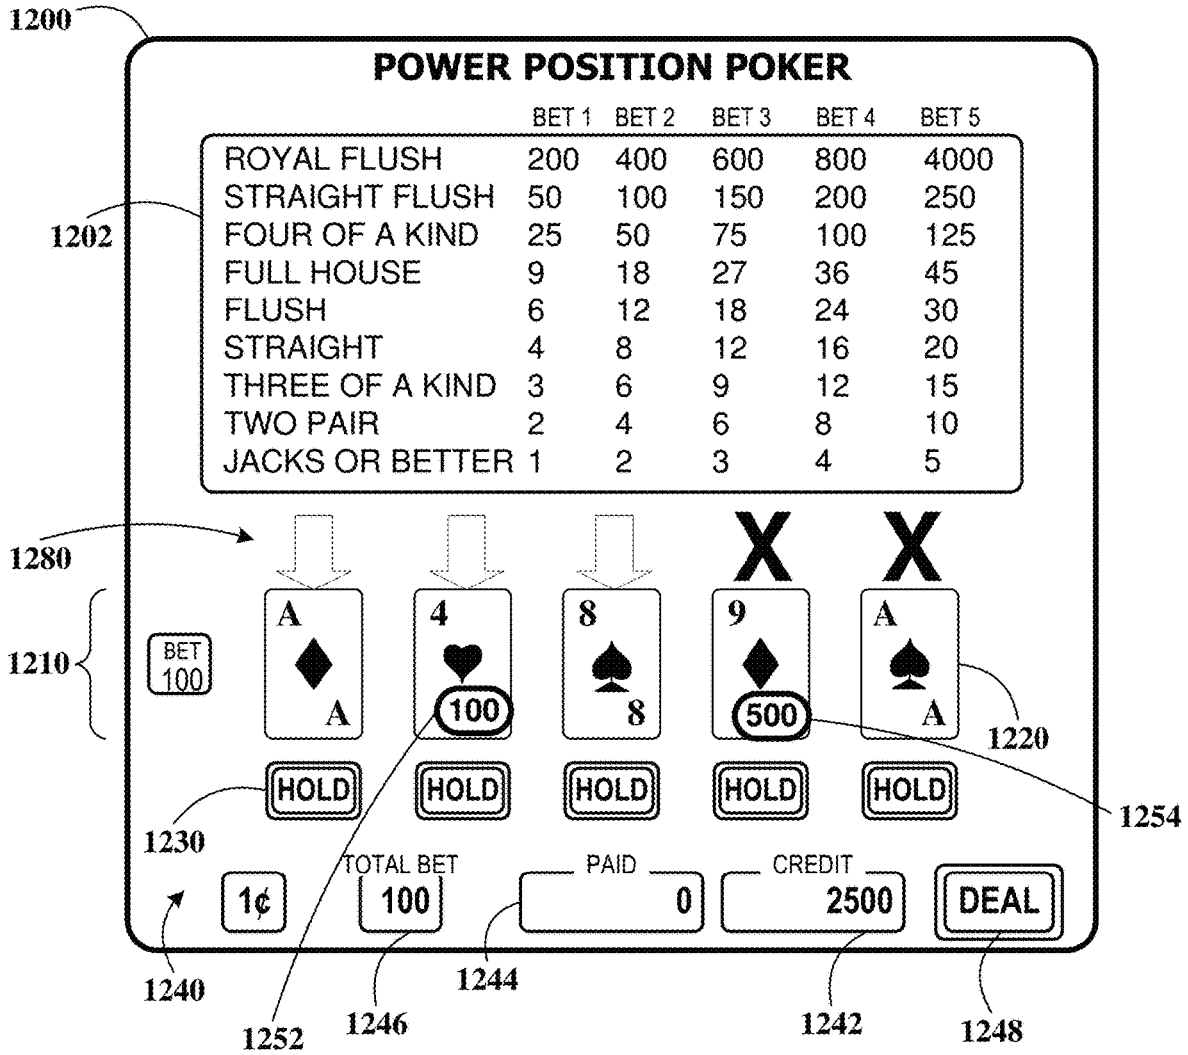 1200
POWER POSITION POKER
BET 1 BET 2 BET 3 BET 4 BET 5
ROYAL FLUSH 200 400 600 800 4000
STRAIGHT FLUSH 50 100 150 200 250
1202
FOUR OF A KIND 25 50 75 100 125
FULL HOUSE 9 18 27 36 45
FLUSH 6 12 18 24 30
STRAIGHT 4 8 12 16 20
THREE OF A KIND 3 6 9 12 15
TWO PAIR 2 4 6 8 10
JACKS OR BETTER 1 2 3 4 5
X X
1280
A 4 8 9 A
1210
BET
100
A 100 8 500 A
1220
HOLD HOLD HOLD HOLD HOLD
1254
1230
TOTAL BET PAID CREDIT
1¢ 100 0 2500 DEAL
1240
1244
1252
1246
1242
1248